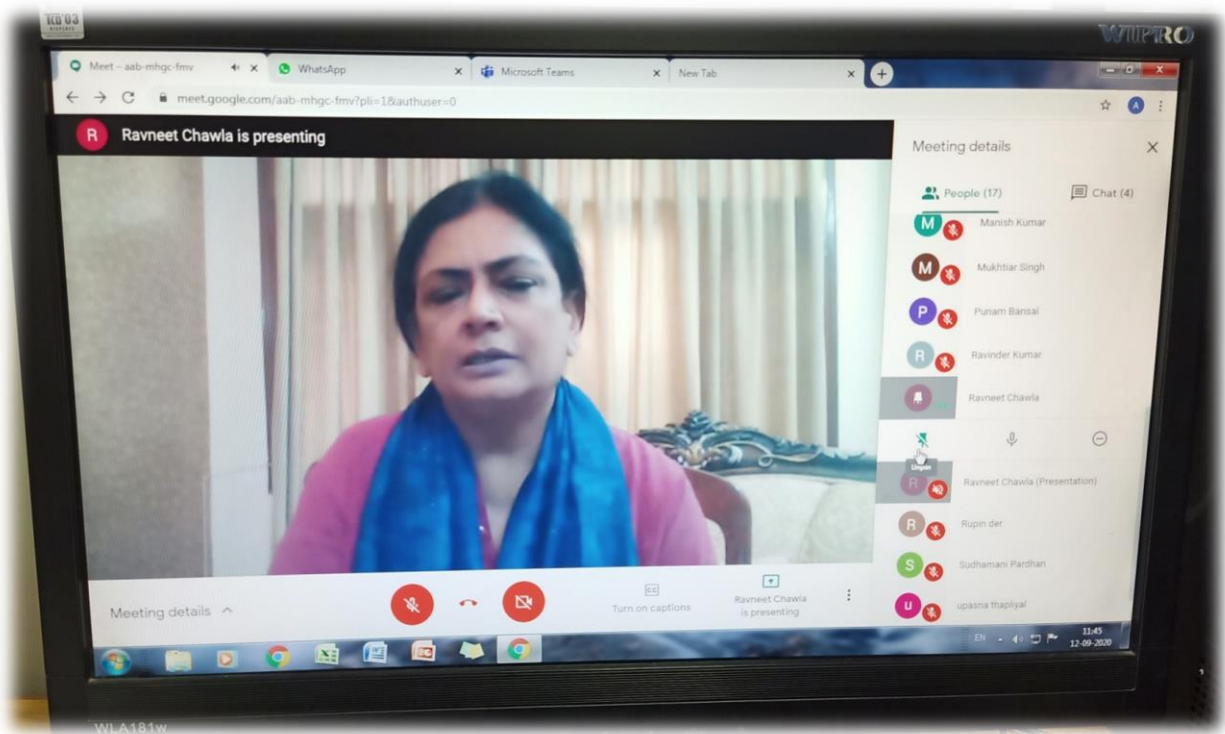 TCO'03
WIPRO
Meet – aab-mhgc-fmv
WhatsApp
Microsoft Teams
New Tab
meet.google.com/aab-mhgc-fmv?pli=1&authuser=0
A
R Ravneet Chawla is presenting
Meeting details
People (17)
Chat (4)
M Manish Kumar
M Mukhtiar Singh
P Punam Bansal
R Ravinder Kumar
Ravneet Chawla
Unpin
R Ravneet Chawla (Presentation)
R Rupin der
S Sudhamani Pardhan
U upasna thapliyal
Meeting details
CC
Turn on captions
Ravneet Chawla
is presenting
EN
11:45
12-09-2020
WLA181w